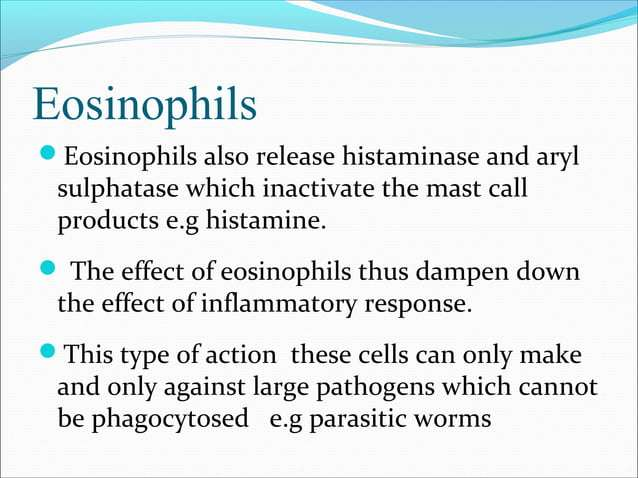 Eosinophils
Eosinophils also release histaminase and aryl
sulphatase which inactivate the mast call
products e.g histamine.
The effect of eosinophils thus dampen down
the effect of inflammatory response.
This type of action these cells can only make
and only against large pathogens which cannot
be phagocytosed e.g parasitic worms